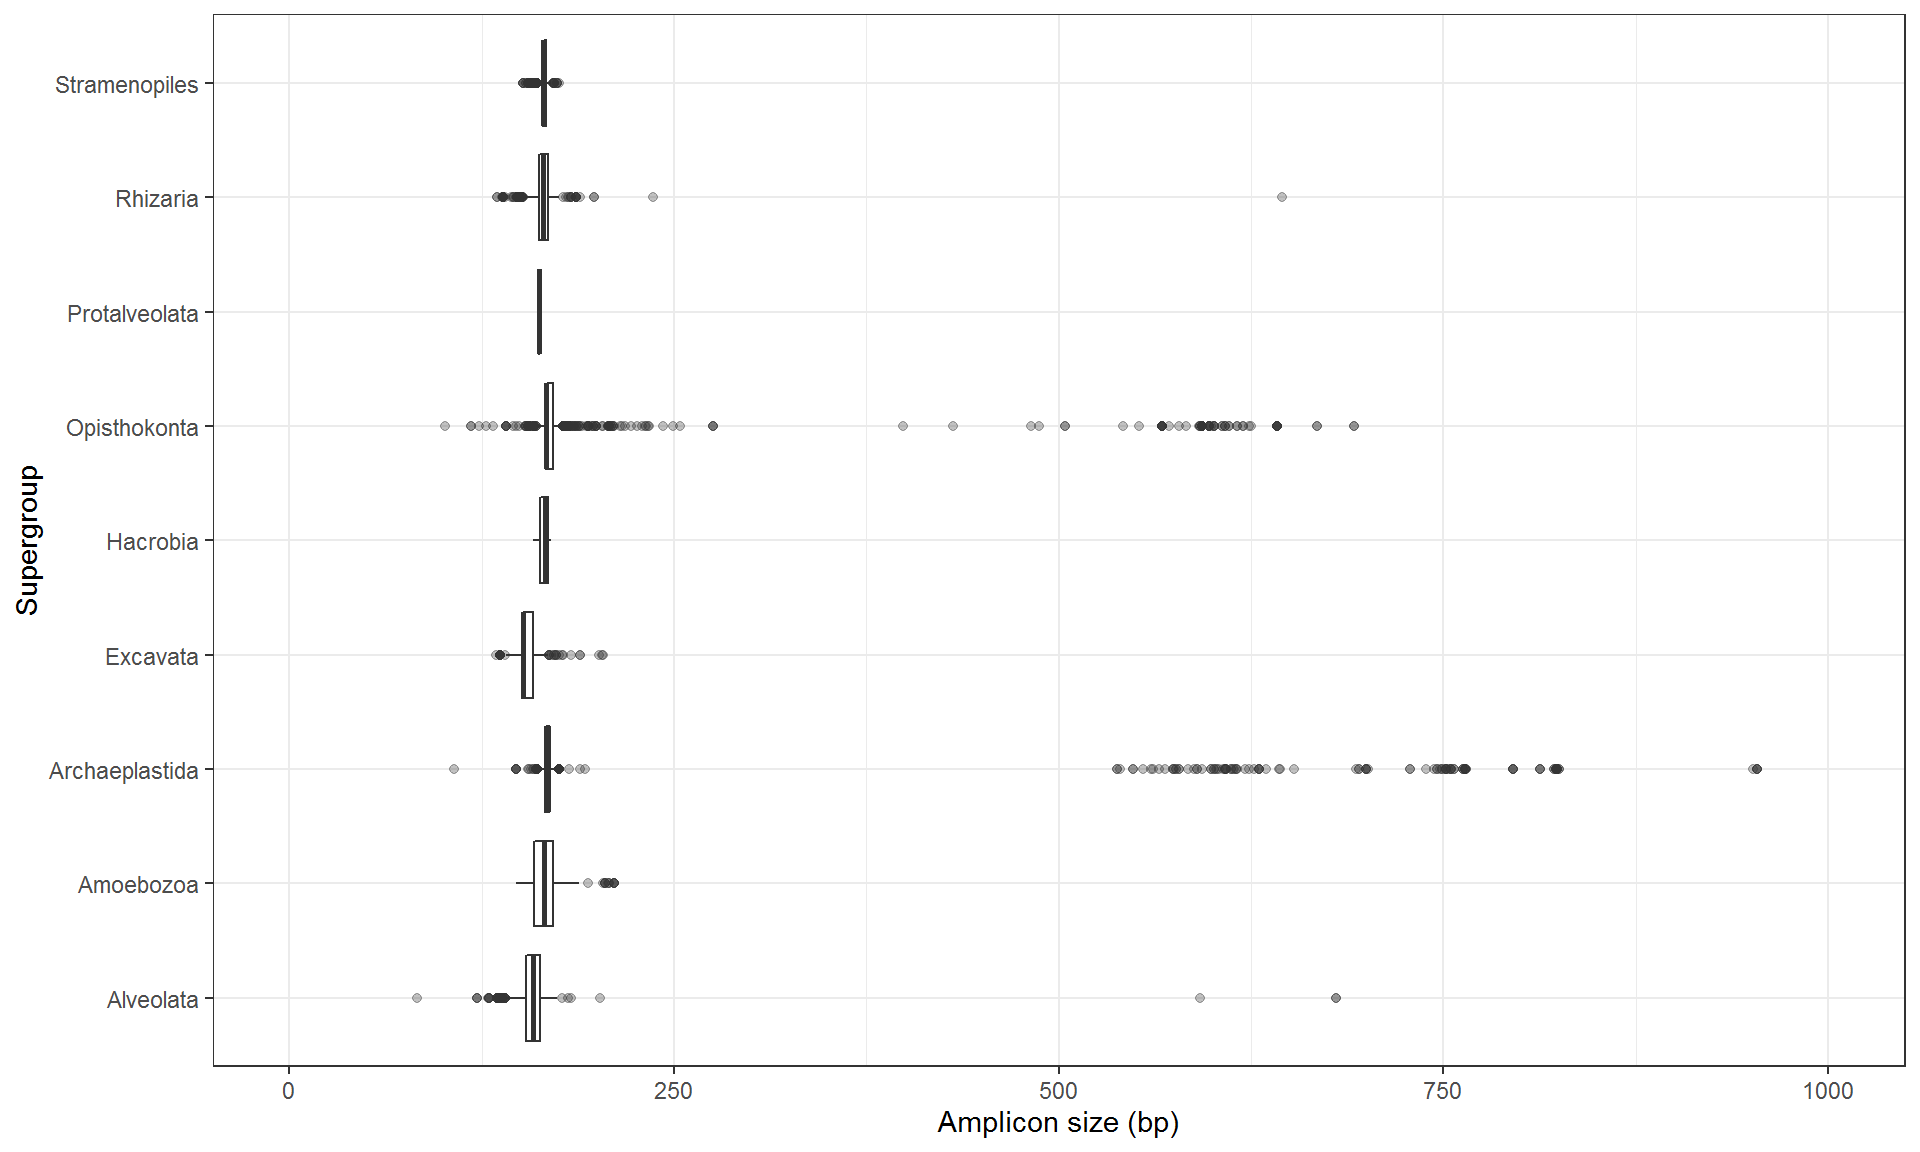 Supergroup
Stramenopiles
Rhizaria
Protalveolata
Opisthokonta
Hacrobia
Excavata
Archaeplastida
Amoebozoa
Alveolata
0 250 500 750 1000
Amplicon size (bp)